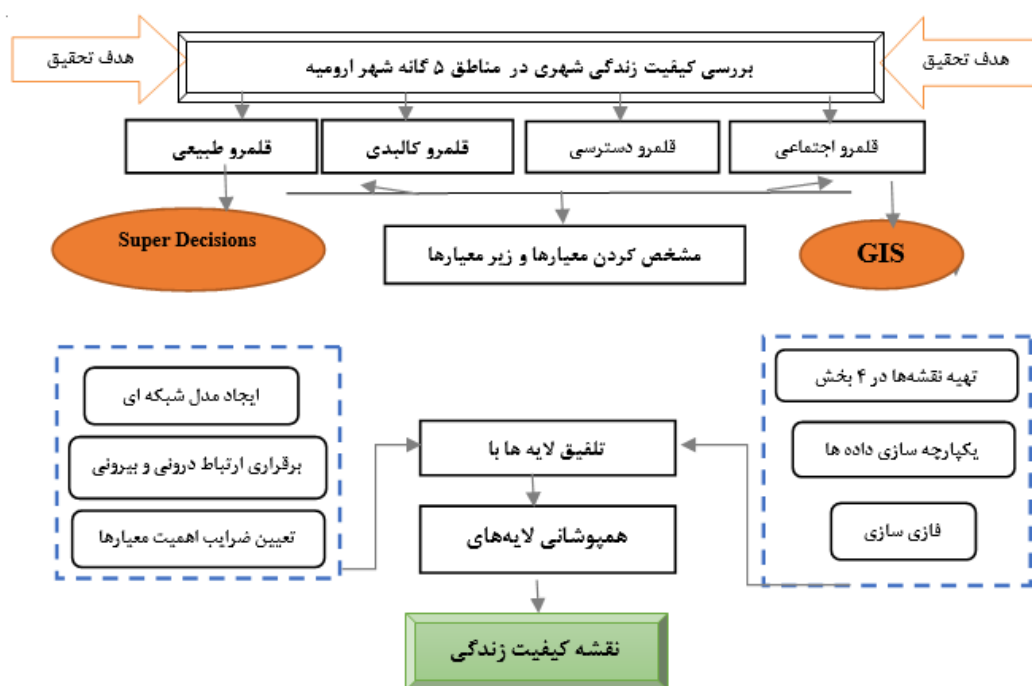 هدف تحقیق
بررسی کیفیت زندگی شهری در مناطق ۵ گانه شهر ارومیه
هدف تحقیق
قلمرو اجتماعی
قلمرو دسترسی
قلمرو کالبدی
قلمرو طبیعی
GIS
مشخص کردن معیارها و زیر معیارها
Super Decisions
تهیه نقشه‌ها در ۴ بخش
یکپارچه سازی داده ها
فازی سازی
ایجاد مدل شبکه ای
برقراری ارتباط درونی و بیرونی
تعیین ضرایب اهمیت معیارها
تلفیق لایه ها با
همپوشانی لایه‌های
نقشه کیفیت زندگی